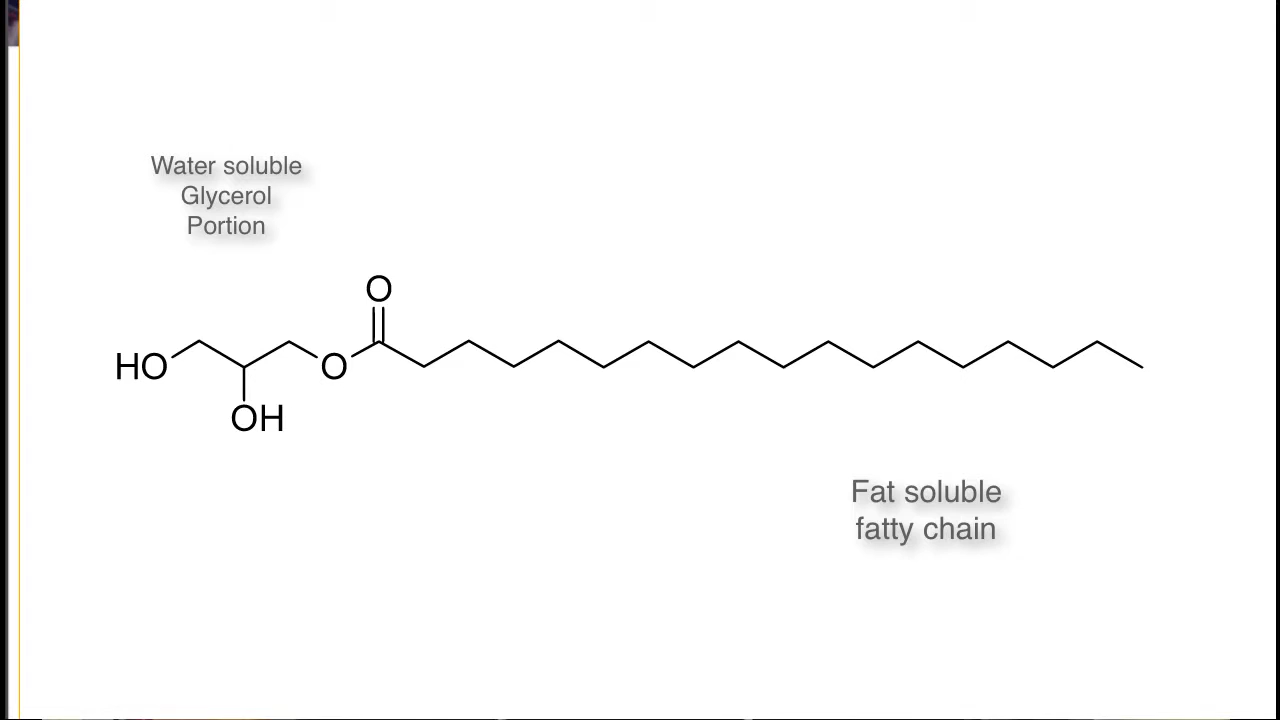 Water soluble
Glycerol
Portion
O
HO
O
OH
Fat soluble
fatty chain